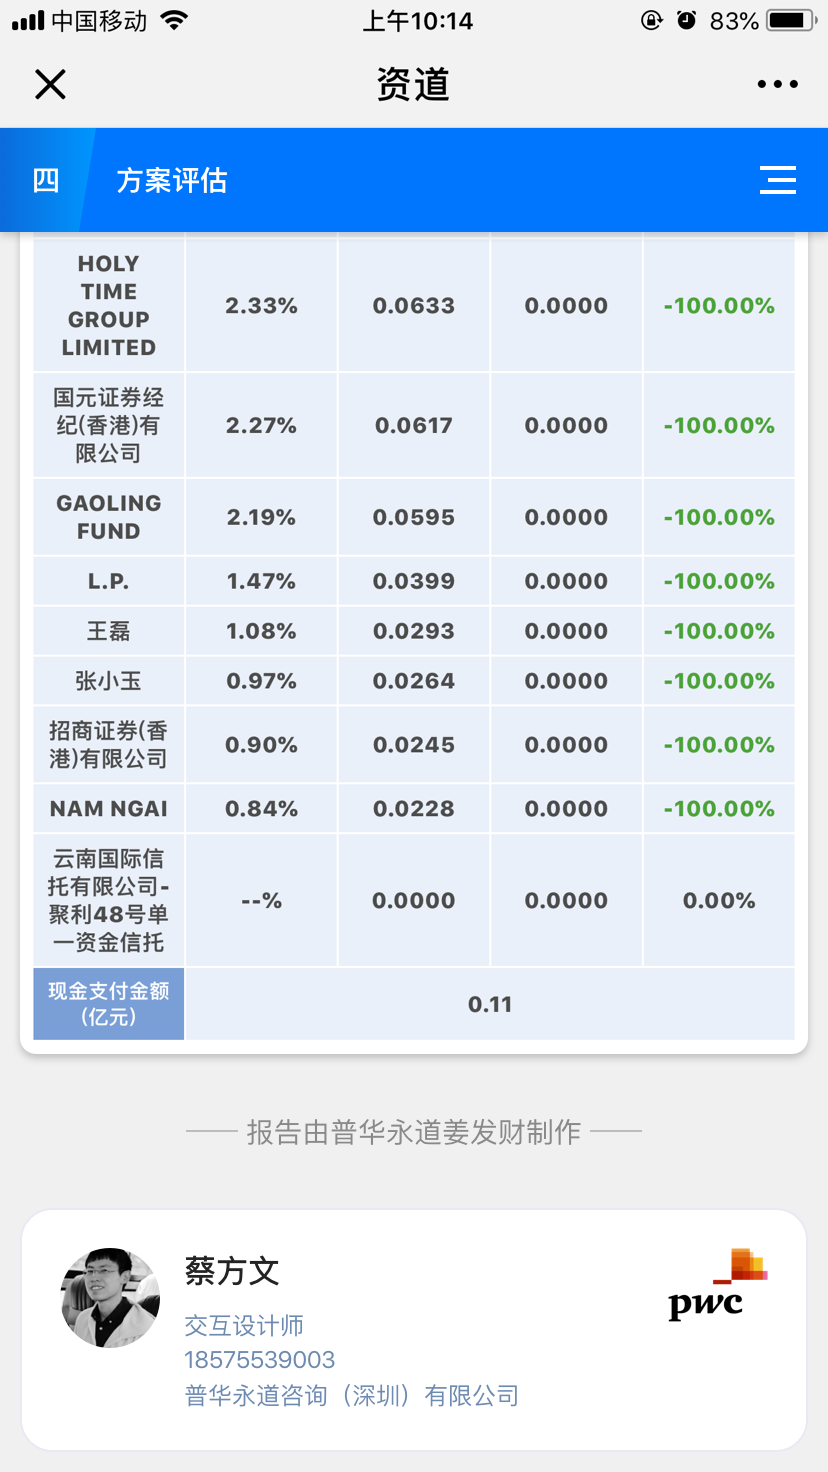 中国移动 上午10:14 83%
资道
四 方案评估
HOLY
TIME
GROUP
LIMITED
2.33% 0.0633 0.0000 -100.00%
国元证券经
纪(香港)有
限公司
2.27% 0.0617 0.0000 -100.00%
GAOLING
FUND
2.19% 0.0595 0.0000 -100.00%
L.P. 1.47% 0.0399 0.0000 -100.00%
王磊 1.08% 0.0293 0.0000 -100.00%
张小玉 0.97% 0.0264 0.0000 -100.00%
招商证券(香
港)有限公司
0.90% 0.0245 0.0000 -100.00%
NAM NGAI 0.84% 0.0228 0.0000 -100.00%
云南国际信
托有限公司-
聚利48号单
一资金信托
--% 0.0000 0.0000 0.00%
现金支付金额
(亿元)
0.11
报告由普华永道姜发财制作
蔡方文
交互设计师
18575539003
普华永道咨询（深圳）有限公司
pwc